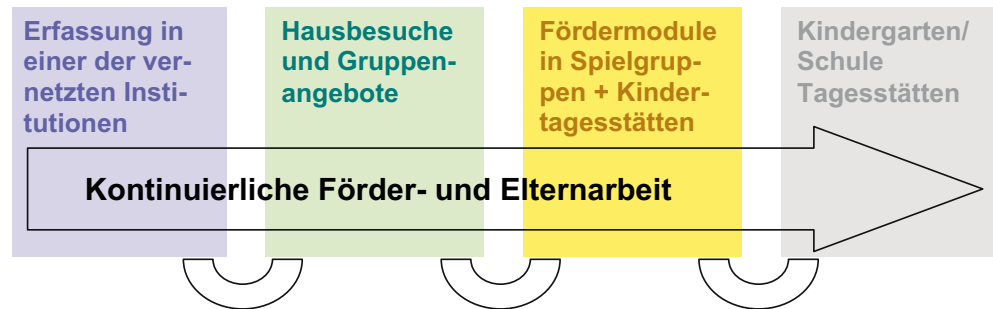 Erfassung in
einer der ver-
netzten Insti-
tutionen
Hausbesuche
und Gruppen-
angebote
Fördermodule
in Spielgrup-
pen + Kinder-
tagesstätten
Kindergarten/
Schule
Tagesstätten
Kontinuierliche Förder- und Elternarbeit